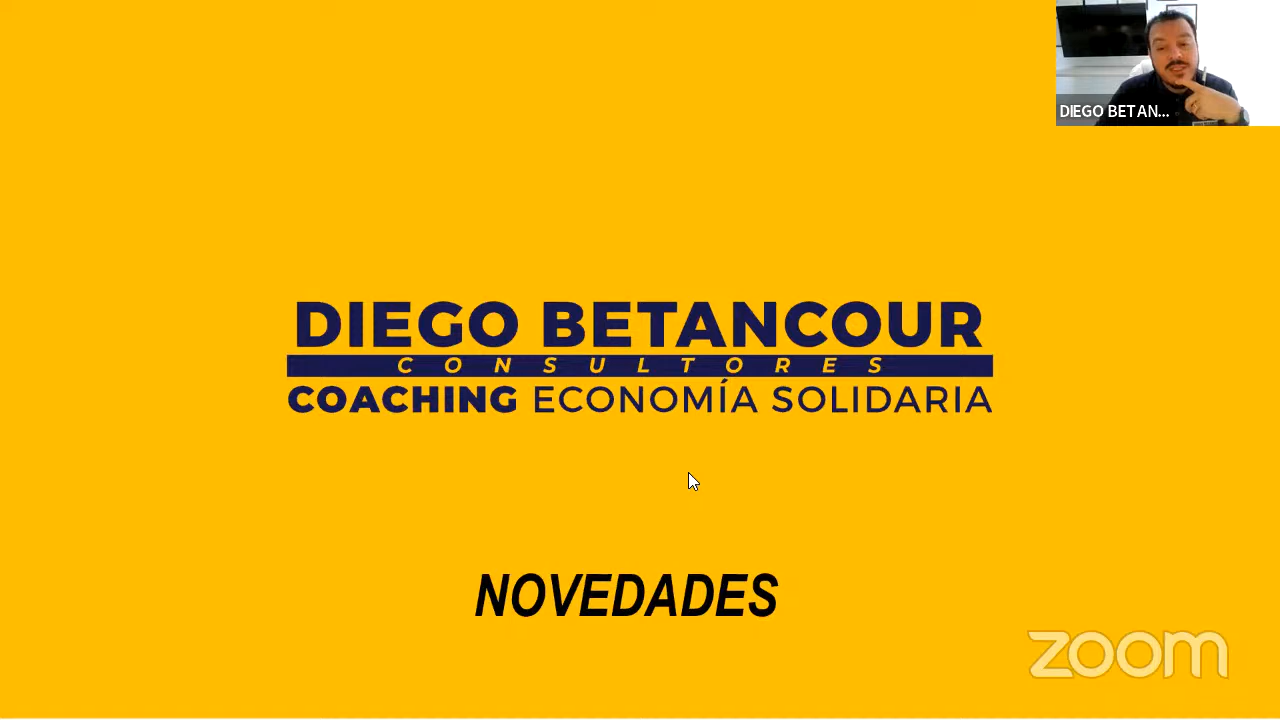 DIEGO BETAN...
DIEGO BETANCOUR
CONSULTORES
COACHING ECONOMÍA SOLIDARIA
NOVEDADES
zoom